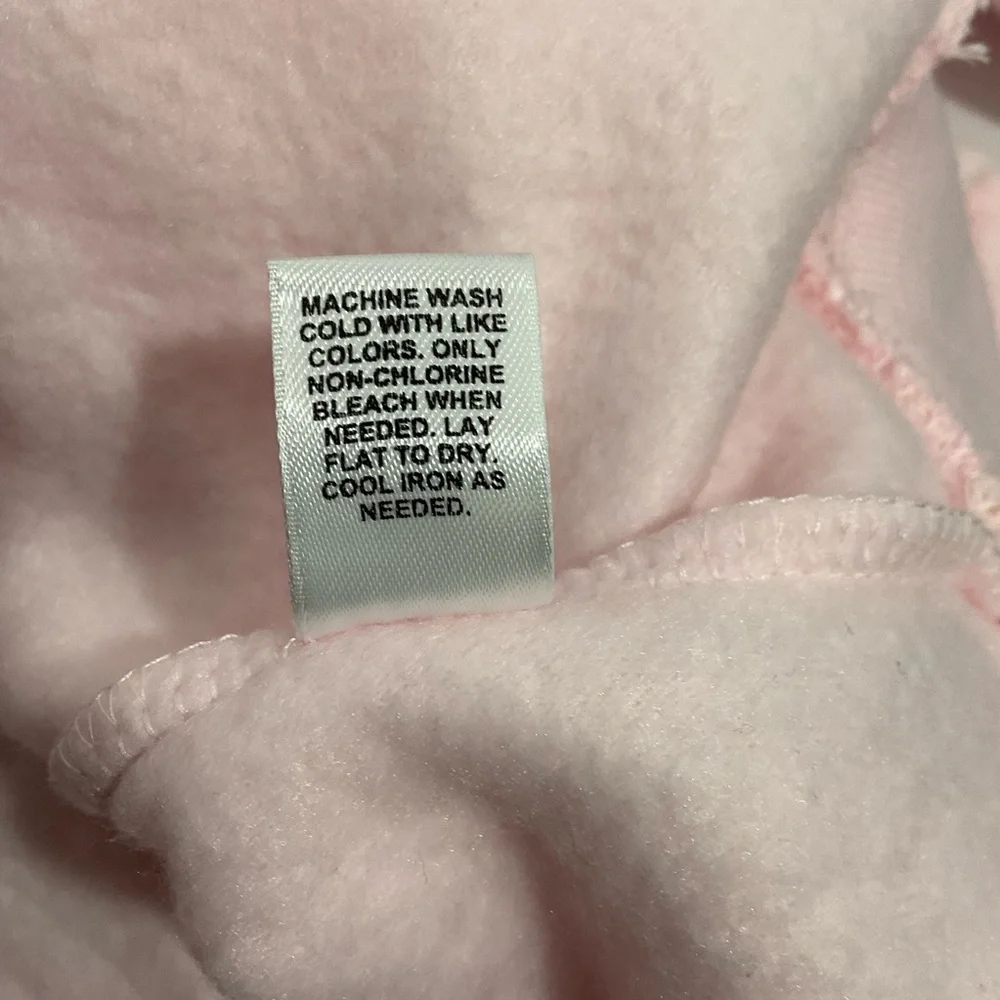 MACHINE WASH
COLD WITH LIKE
COLORS. ONLY
NON-CHLORINE
BLEACH WHEN
NEEDED. LAY
FLAT TO DRY.
COOL IRON AS
NEEDED.